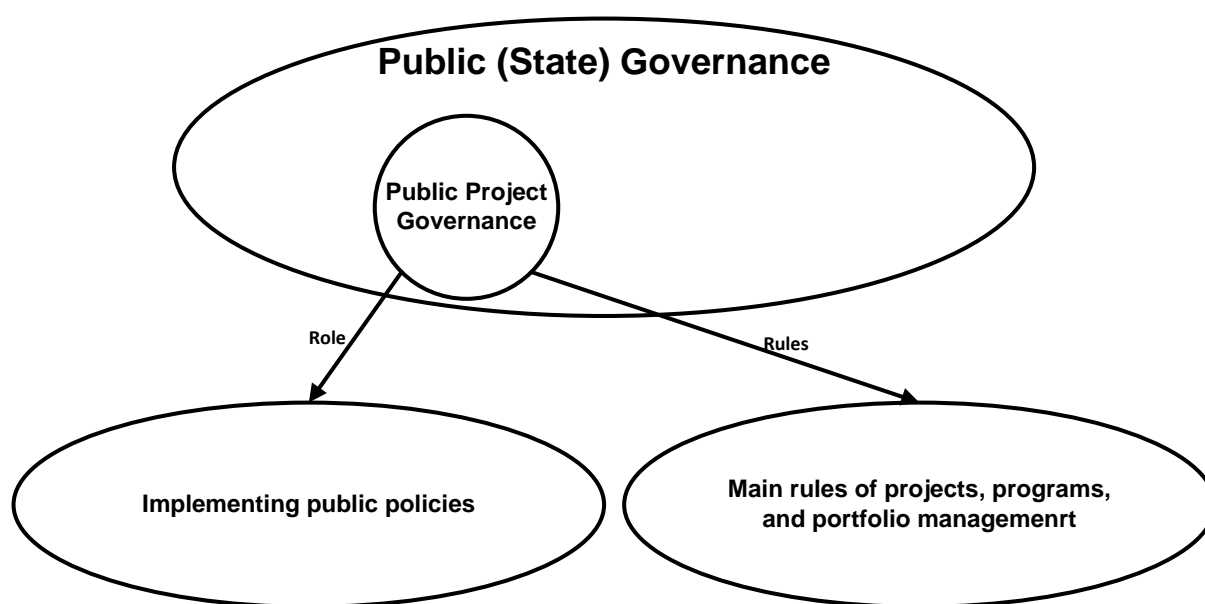 Public (State) Governance
Public Project
Governance
Role
Rules
Implementing public policies
Main rules of projects, programs,
and portfolio managemenrt